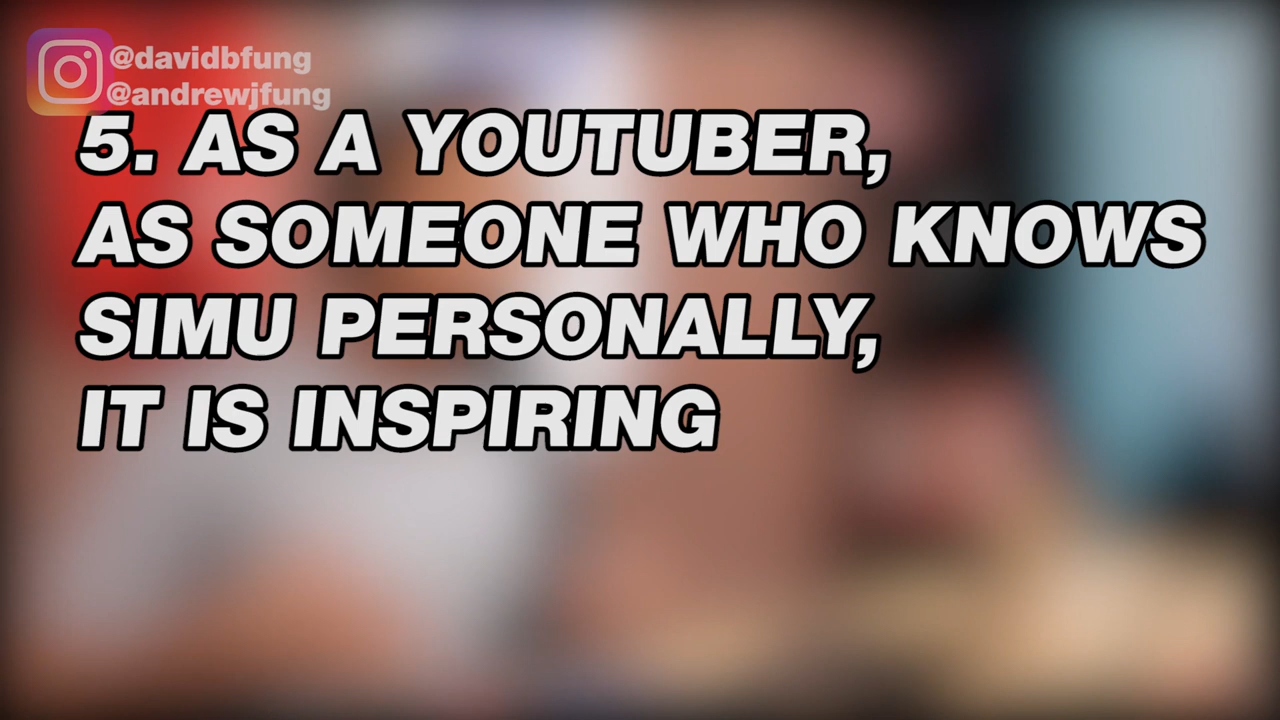 @davidbfung
@andrewjfung
5. AS A YOUTUBER,
AS SOMEONE WHO KNOWS
SIMU PERSONALLY,
IT IS INSPIRING